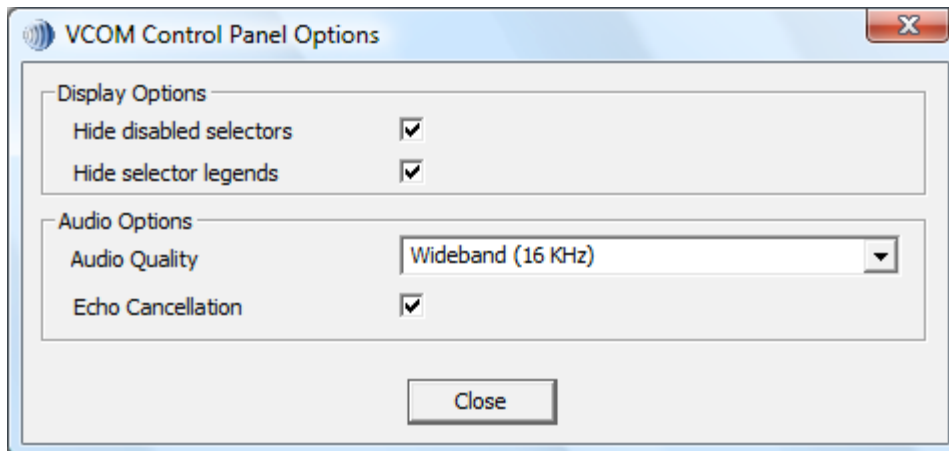 VCOM Control Panel Options
Display Options
Hide disabled selectors
Hide selector legends
Audio Options
Audio Quality Wideband (16 KHz)
Echo Cancellation
Close